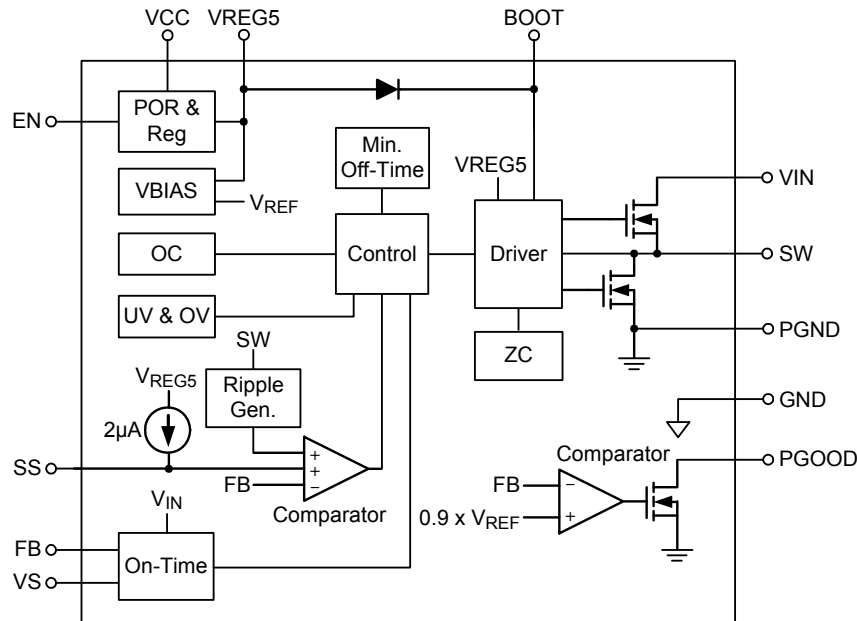 VCC
VREG5
BOOT
EN
POR &
Reg
Min.
Off-Time
VREG5
VIN
VBIAS
VREF
OC
Control
Driver
SW
UV & OV
PGND
SW
ZC
VREG5
Ripple
Gen.
2µA
GND
Comparator
PGOOD
SS
+
+
FB
−
FB
−
Comparator
0.9 x VREF
+
VIN
FB
On-Time
VS